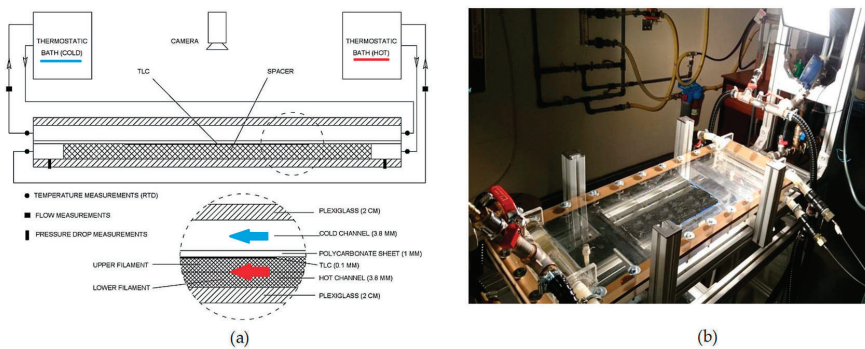 THERMOSTATIC
BATH (COLD)
CAMERA
THERMOSTATIC
BATH (HOT)
TLC
SPACER
TEMPERATURE MEASUREMENTS (RTD)
FLOW MEASUREMENTS
PRESSURE DROP MEASUREMENTS
PLEXIGLASS (2 CM)
COLD CHANNEL (3.8 MM)
POLYCARBONATE SHEET (1 MM)
UPPER FILAMENT
TLC (0.1 MM)
HOT CHANNEL (3.8 MM)
LOWER FILAMENT
PLEXIGLASS (2 CM)
(a)
(b)